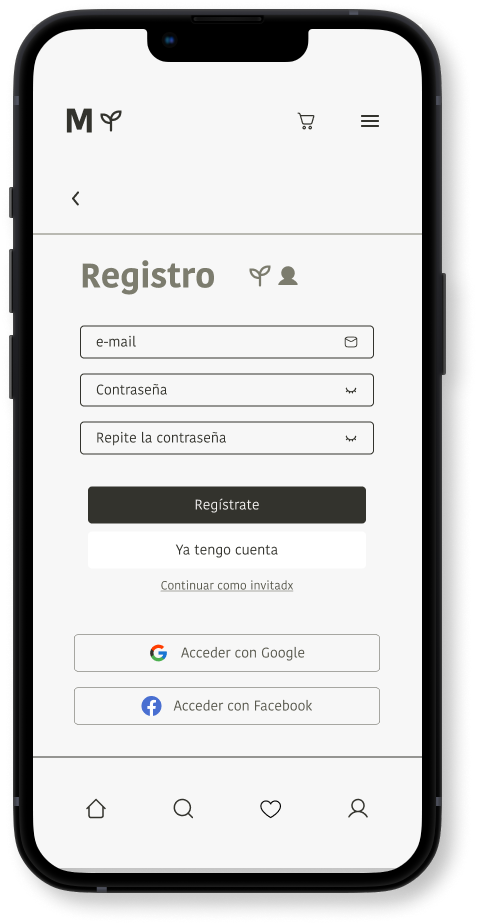 M
Registro
e-mail
Contraseña
Repite la contraseña
Regístrate
Ya tengo cuenta
Continuar como invitadx
Acceder con Google
Acceder con Facebook